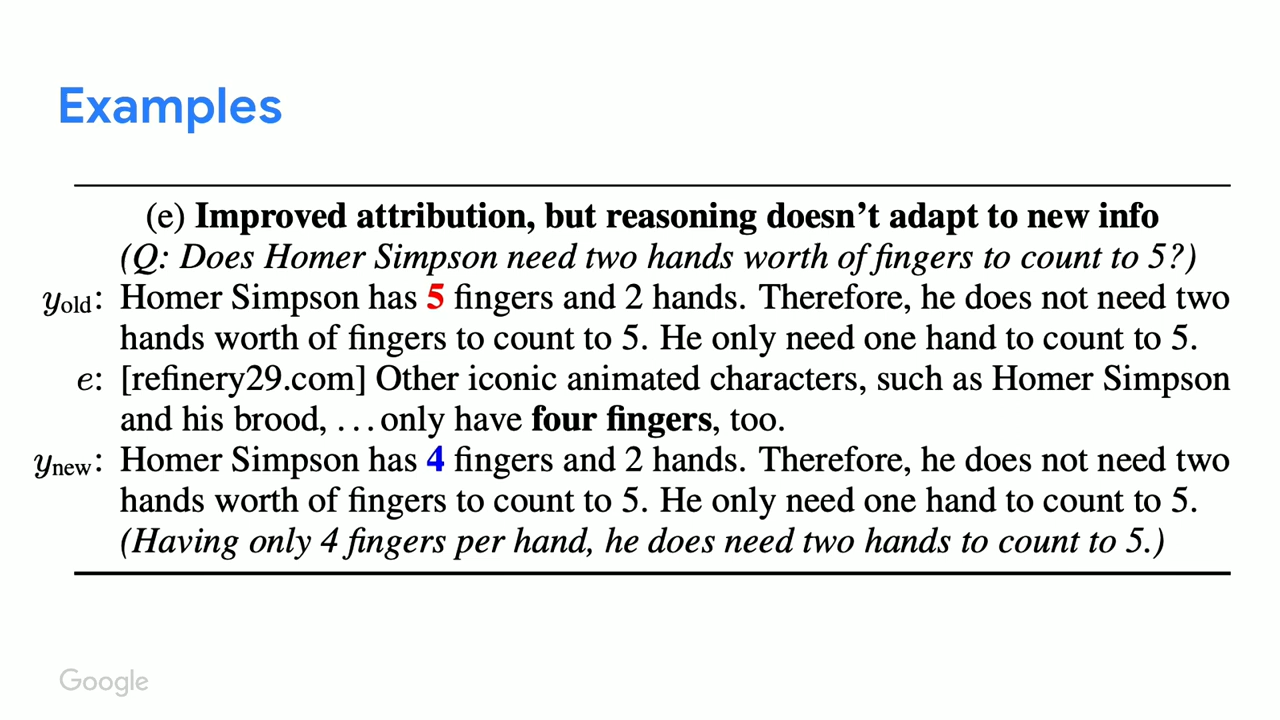 Examples
(e) Improved attribution, but reasoning doesn't adapt to new info
(Q: Does Homer Simpson need two hands worth of fingers to count to 5?)
yold: Homer Simpson has 5 fingers and 2 hands. Therefore, he does not need two
hands worth of fingers to count to 5. He only need one hand to count to 5.
e: [refinery29.com] Other iconic animated characters, such as Homer Simpson
and his brood, ...only have four fingers, too.
ynew: Homer Simpson has 4 fingers and 2 hands. Therefore, he does not need two
hands worth of fingers to count to 5. He only need one hand to count to 5.
(Having only 4 fingers per hand, he does need two hands to count to 5.)
Google